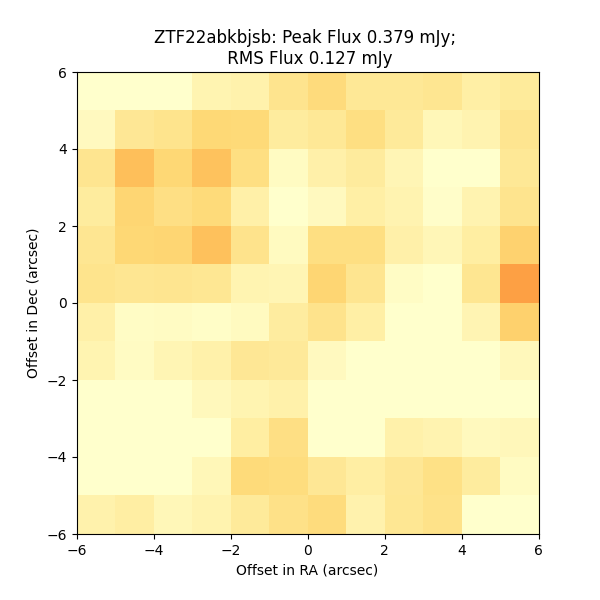 ZTF22abkbjsb: Peak Flux 0.379 mJy;
RMS Flux 0.127 mJy
6
4
2
0
−2
−4
−6
Offset in Dec (arcsec)
−6 −4 −2 0 2 4 6
Offset in RA (arcsec)